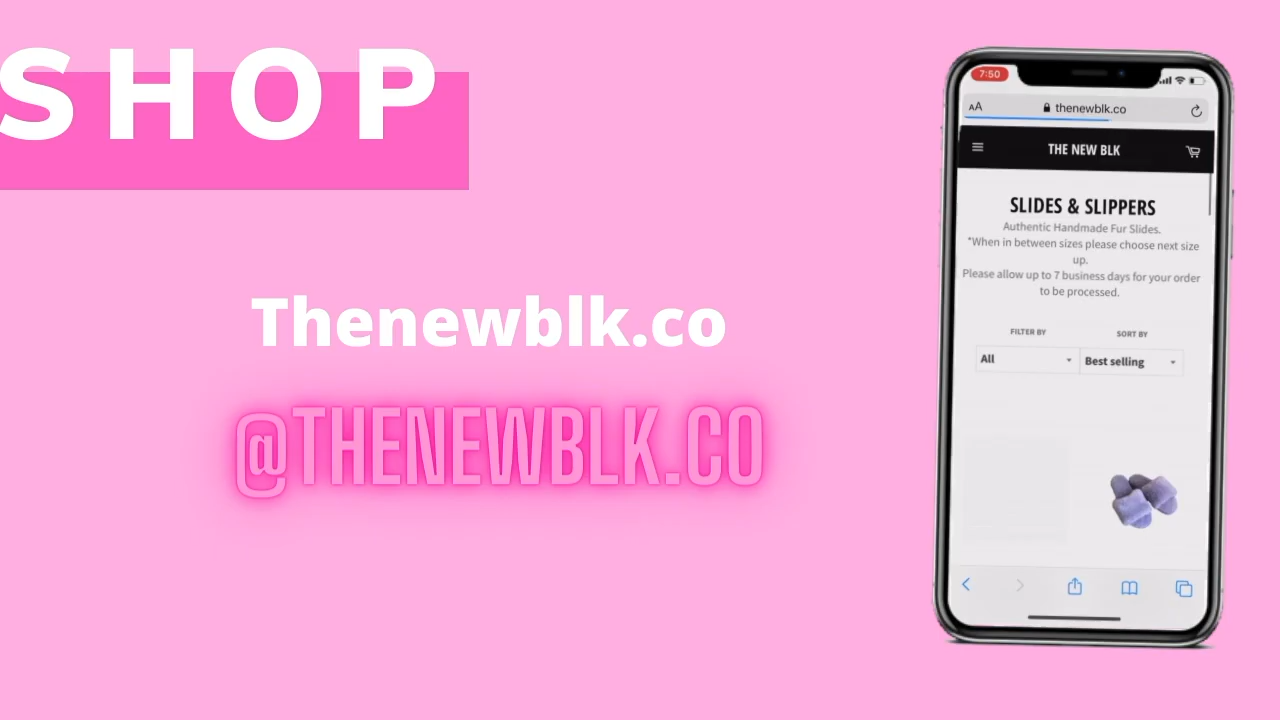 SHOP
Thenewblk.co
@THENEWBLK.CO
7:50
AA
thenewblk.co
THE NEW BLK
SLIDES & SLIPPERS
Authentic Handmade Fur Slides.
*When in between sizes please choose next size
up.
Please allow up to 7 business days for your order
to be processed.
FILTER BY
SORT BY
All
Best selling